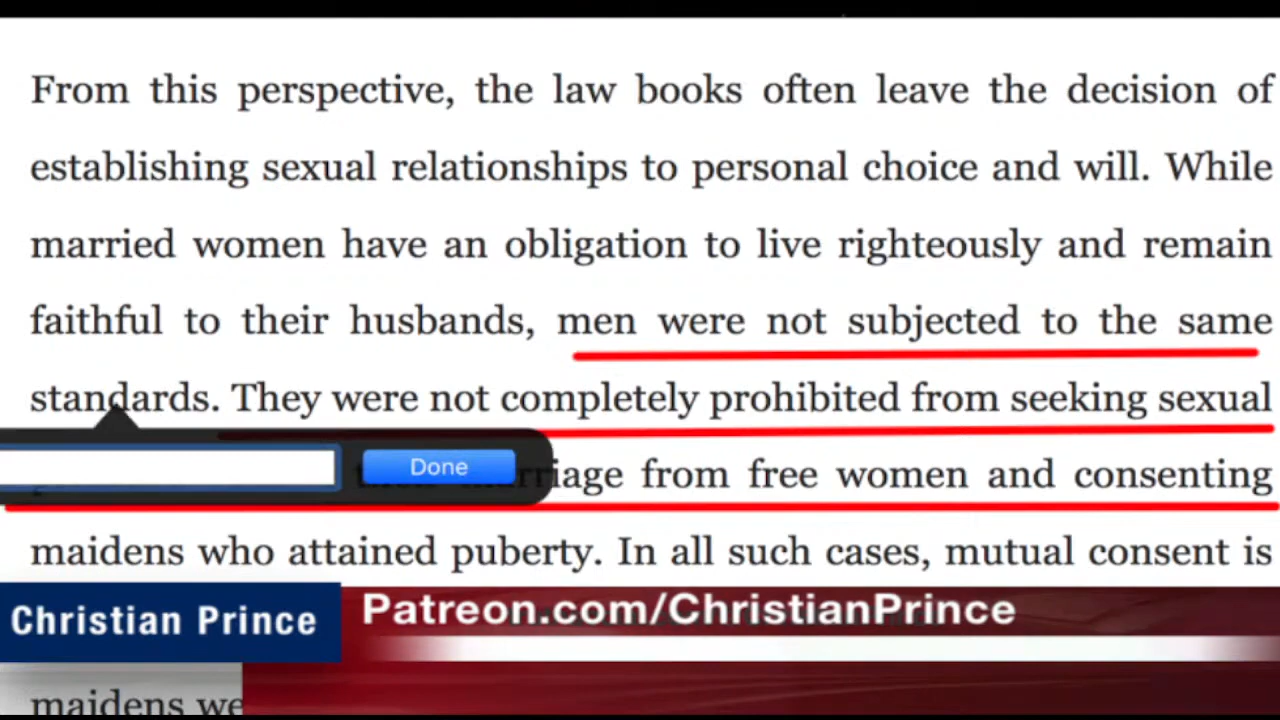 From this perspective, the law books often leave the decision of
establishing sexual relationships to personal choice and will. While
married women have an obligation to live righteously and remain
faithful to their husbands, men were not subjected to the same
standards. They were not completely prohibited from seeking sexual
Done
marriage from free women and consenting
maidens who attained puberty. In all such cases, mutual consent is
Christian Prince
Patreon.com/ChristianPrince
maidens we